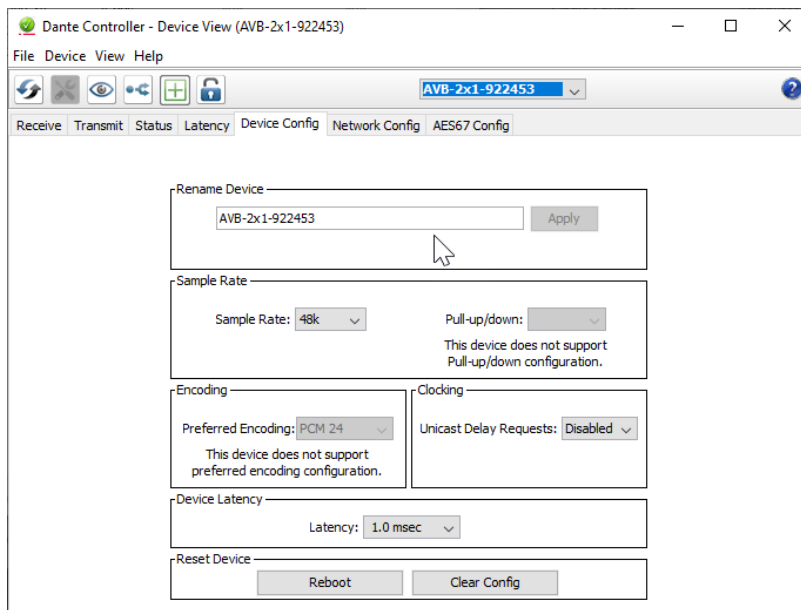 Dante Controller - Device View (AVB-2x1-922453)
File Device View Help
AVB-2x1-922453
?
Receive Transmit Status Latency Device Config Network Config AES67 Config
Rename Device
AVB-2x1-922453 Apply
Sample Rate
Sample Rate: 48k Pull-up/down:
This device does not support
Pull-up/down configuration.
Encoding
Preferred Encoding: PCM 24
This device does not support
preferred encoding configuration.
Clocking
Unicast Delay Requests: Disabled
Device Latency
Latency: 1.0 msec
Reset Device
Reboot Clear Config